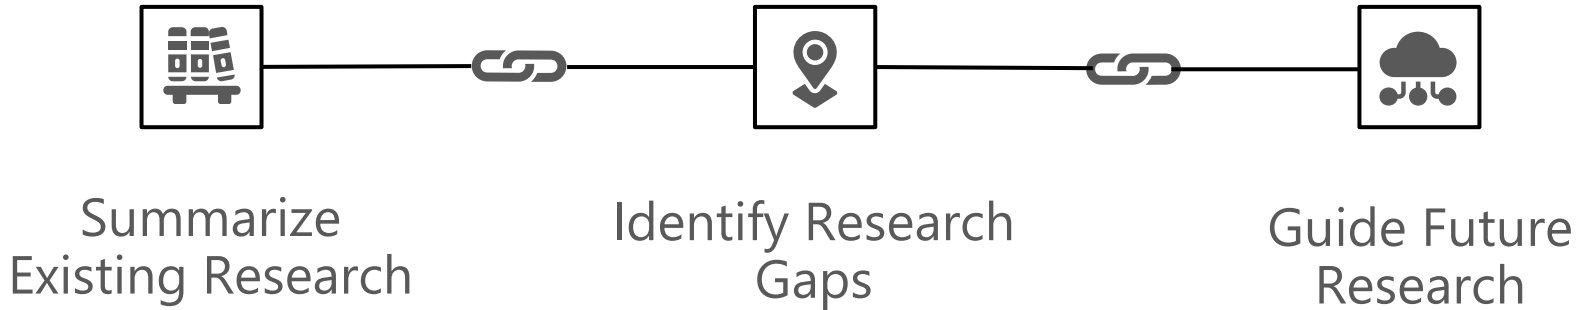 Summarize
Existing Research
Identify Research
Gaps
Guide Future
Research